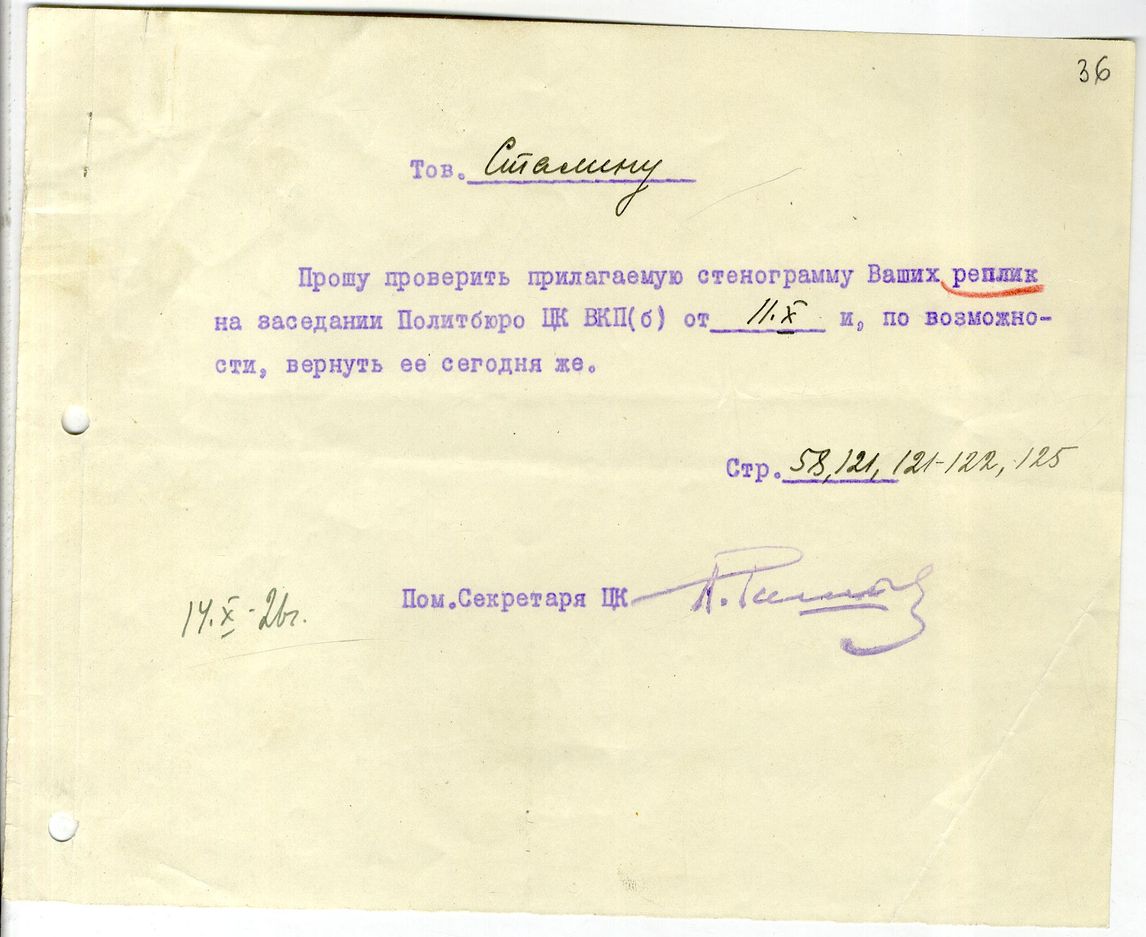 36
Тов. Сталину
Прошу проверить прилагаемую стенограмму Ваших реплик
на заседании Политбюро ЦК ВКП(б) от 11.X и, по возможно-
сти, вернуть ее сегодня же.
Стр. 58, 121, 121-122, 125
Пом.Секретаря ЦК
14.X-26г.